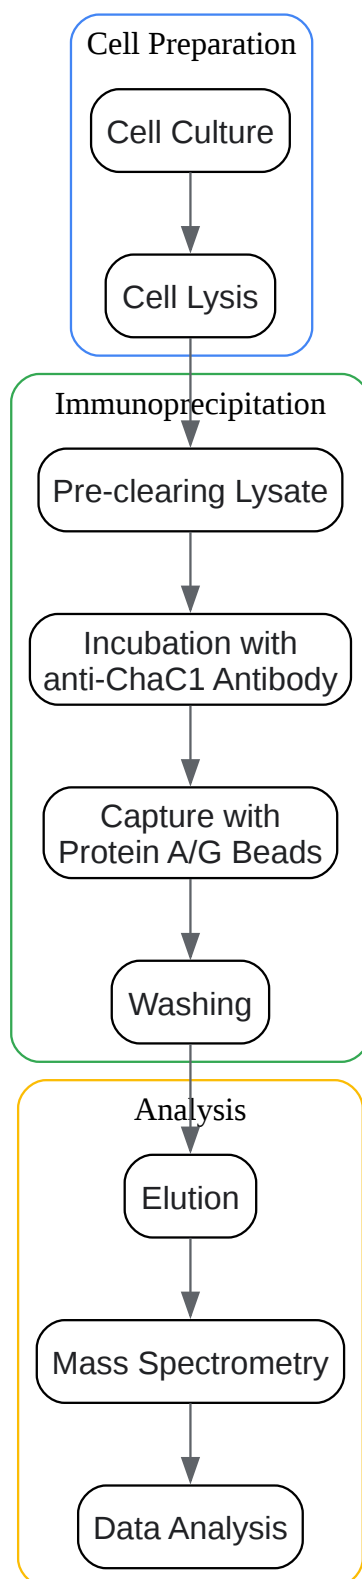 Cell Preparation
Cell Culture
Cell Lysis
Immunoprecipitation
Pre-clearing Lysate
Incubation with
anti-ChaC1 Antibody
Capture with
Protein A/G Beads
Washing
Analysis
Elution
Mass Spectrometry
Data Analysis